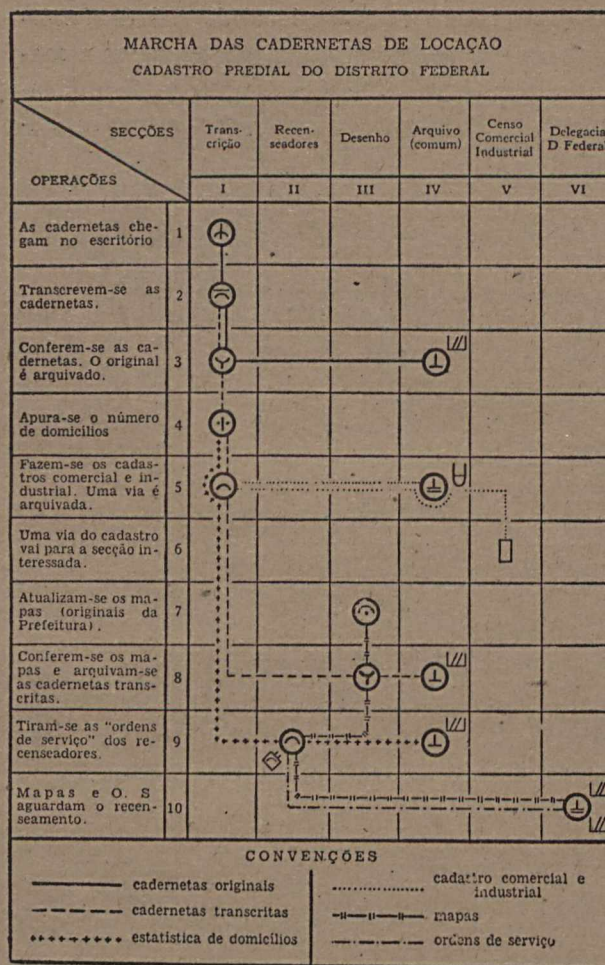 MARCHA DAS CADERNETAS DE LOCAÇÃO
CADASTRO PREDIAL DO DISTRITO FEDERAL
SECÇÕES
OPERAÇÕES
Trans-
crição
Recen-
seadores
Desenho
Arquivo
(comum)
Censo
Comercial
Industrial
Delegacia
D Federal
I II III IV V VI
As cadernetas che-
gam no escritório
1
Transcrevem-se as
cadernetas.
2
Conferem-se as ca-
dernetas. O original
é arquivado.
3
Apura-se o número
de domicílios
4
Fazem-se os cadas-
tros comercial e in-
dustrial. Uma via é
arquivada.
5
Uma via do cadastro
vai para a secção in-
teressada.
6
Atualizam-se os ma-
pas (originais da
Prefeitura).
7
Conferem-se os ma-
pas e arquivam-se
as cadernetas trans-
critas.
8
Tiram-se as "ordens
de serviço" dos re-
censeadores.
9
Mapas e O. S
aguardam o recen-
seamento.
10
CONVENÇÕES
cadernetas originais
cadernetas transcritas
estatística de domicílios
cadastro comercial e
industrial
mapas
ordens de serviço